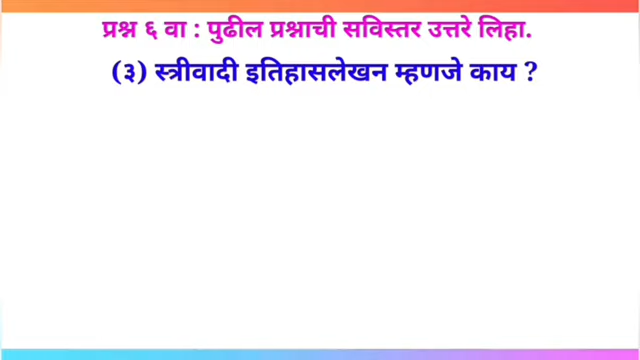 प्रश्न ६ वा : पुढील प्रश्नाची सविस्तर उत्तरे लिहा.
(३) स्त्रीवादी इतिहासलेखन म्हणजे काय ?